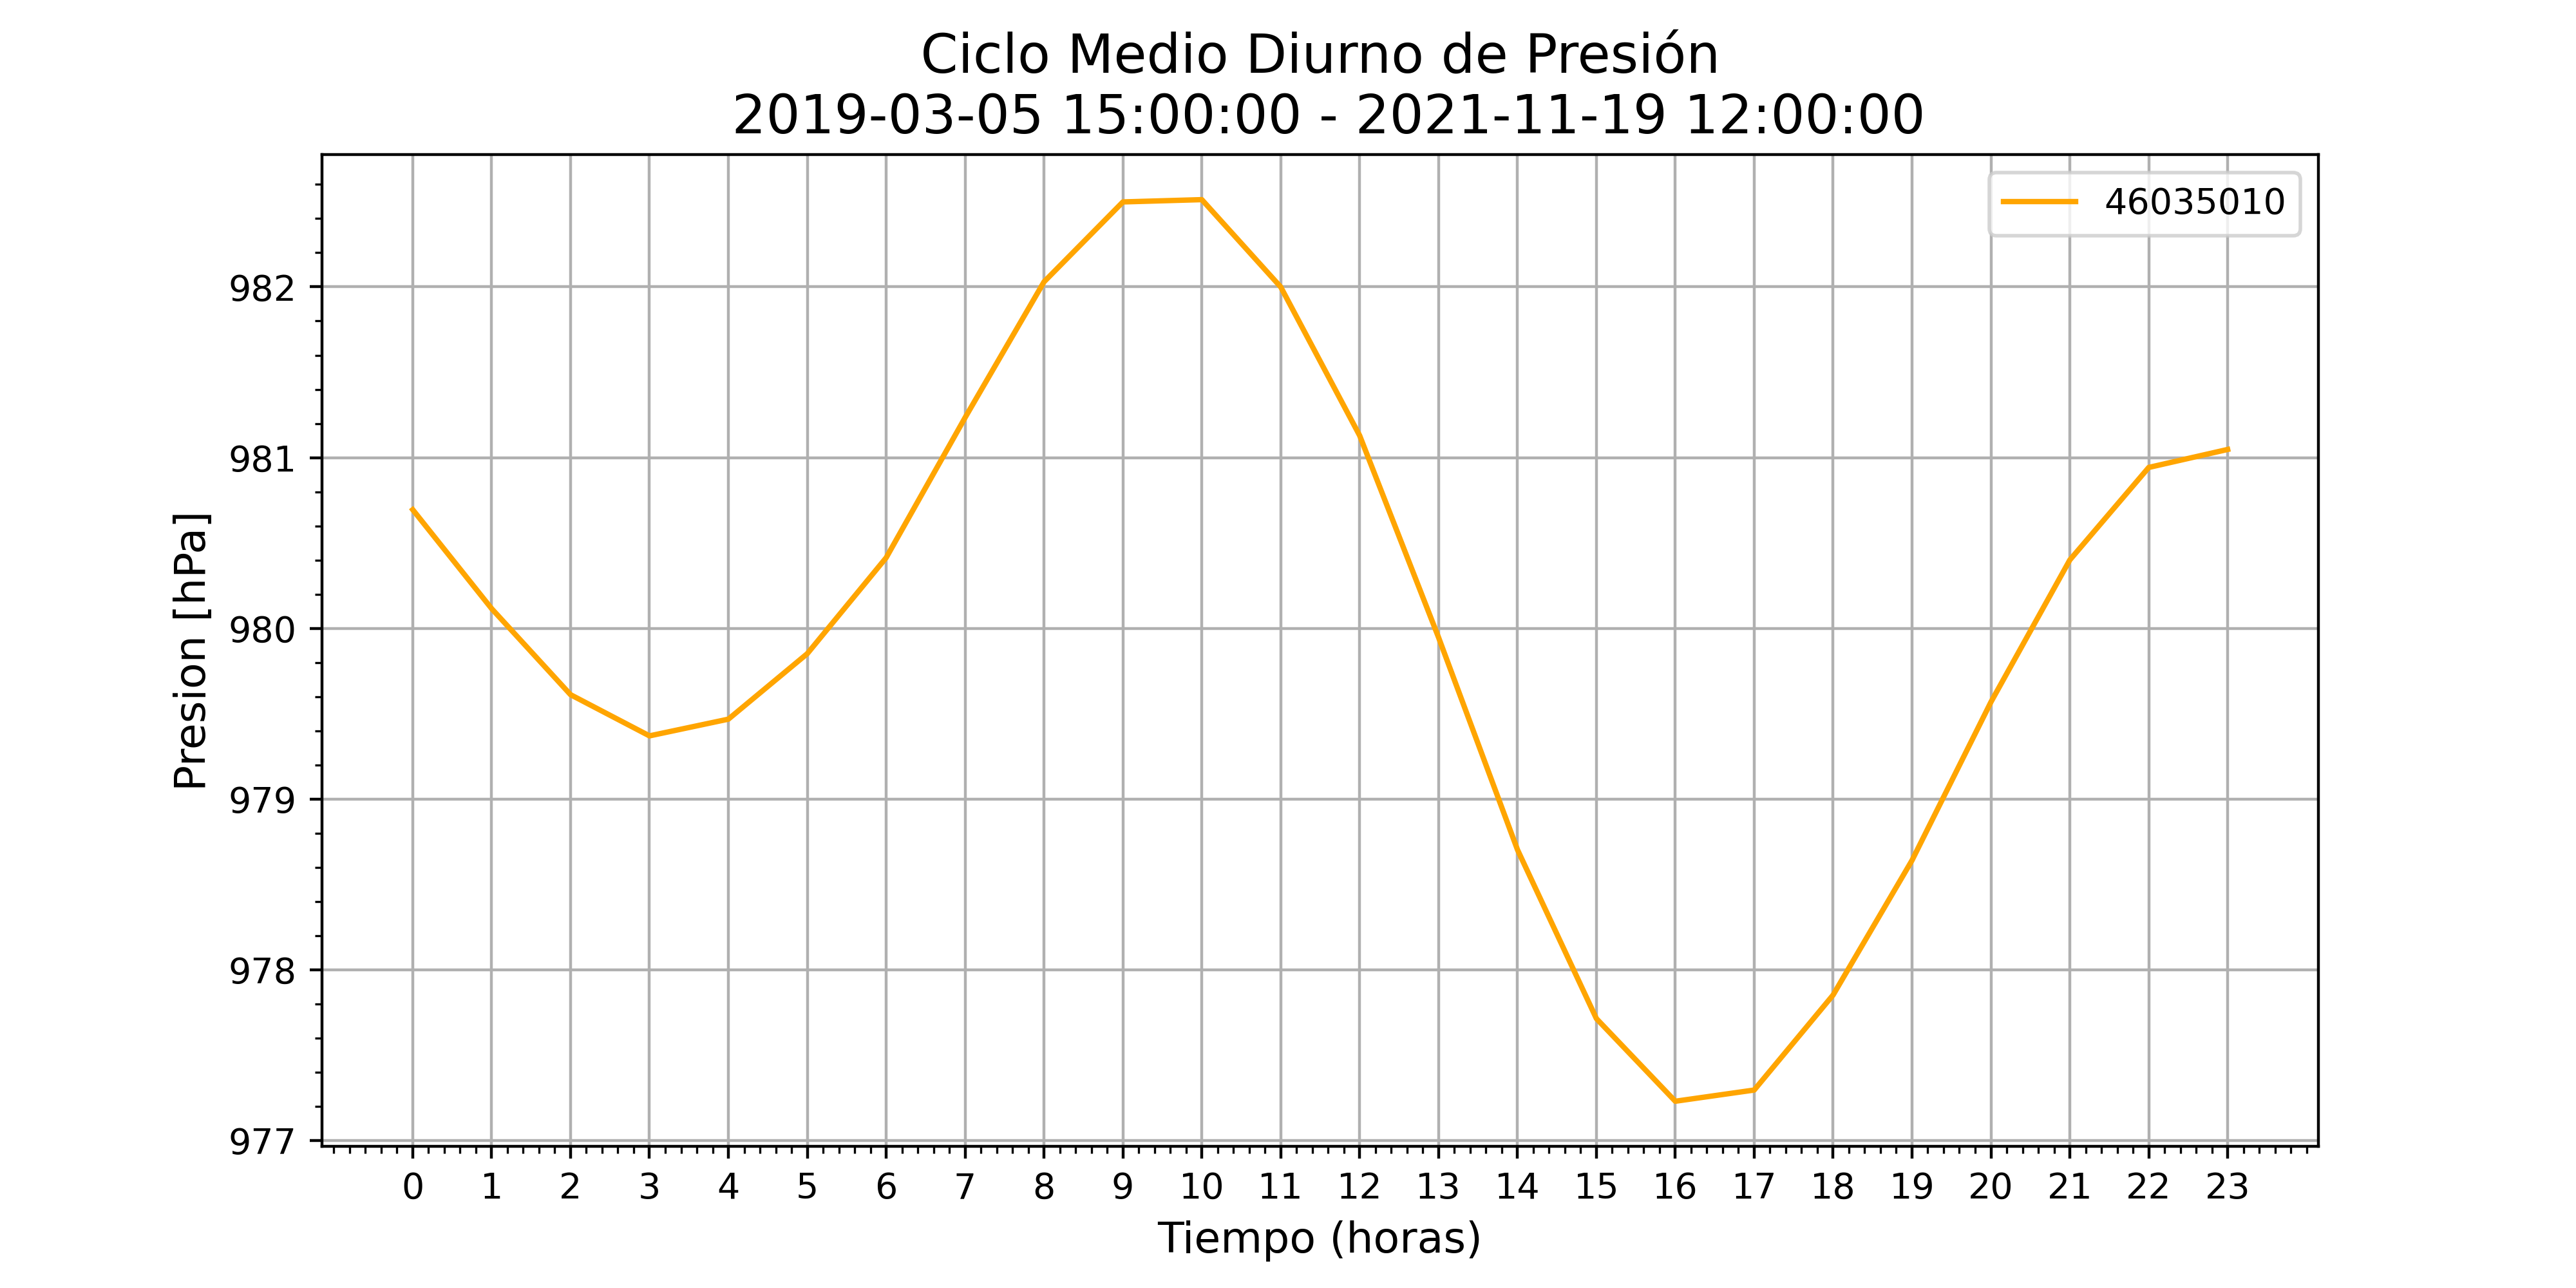 Ciclo Medio Diurno de Presión
2019-03-05 15:00:00 - 2021-11-19 12:00:00
46035010
982
981
980
979
978
977
Presion [hPa]
0 1 2 3 4 5 6 7 8 9 10 11 12 13 14 15 16 17 18 19 20 21 22 23
Tiempo (horas)